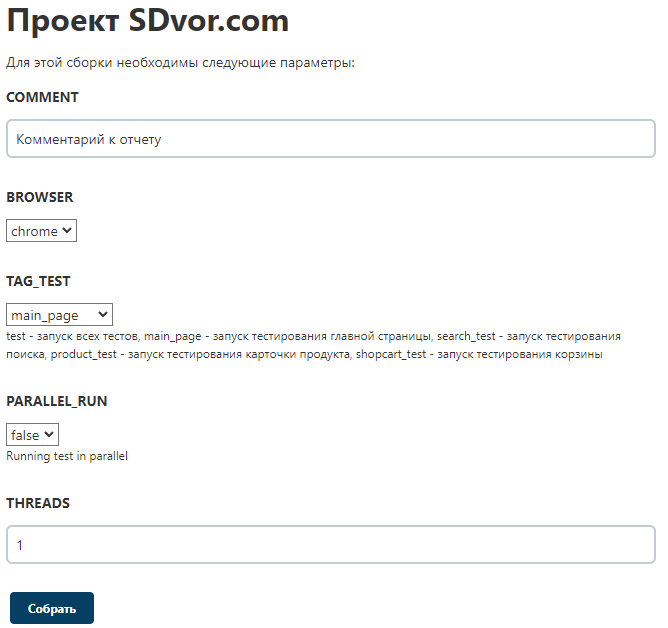 Проект SDvor.com
Для этой сборки необходимы следующие параметры:
COMMENT
Комментарий к отчету
BROWSER
chrome
TAG_TEST
main_page
test - запуск всех тестов, main_page - запуск тестирования главной страницы, search_test - запуск тестирования
поиска, product_test - запуск тестирования карточки продукта, shopcart_test - запуск тестирования корзины
PARALLEL_RUN
false
Running test in parallel
THREADS
1
Собрать